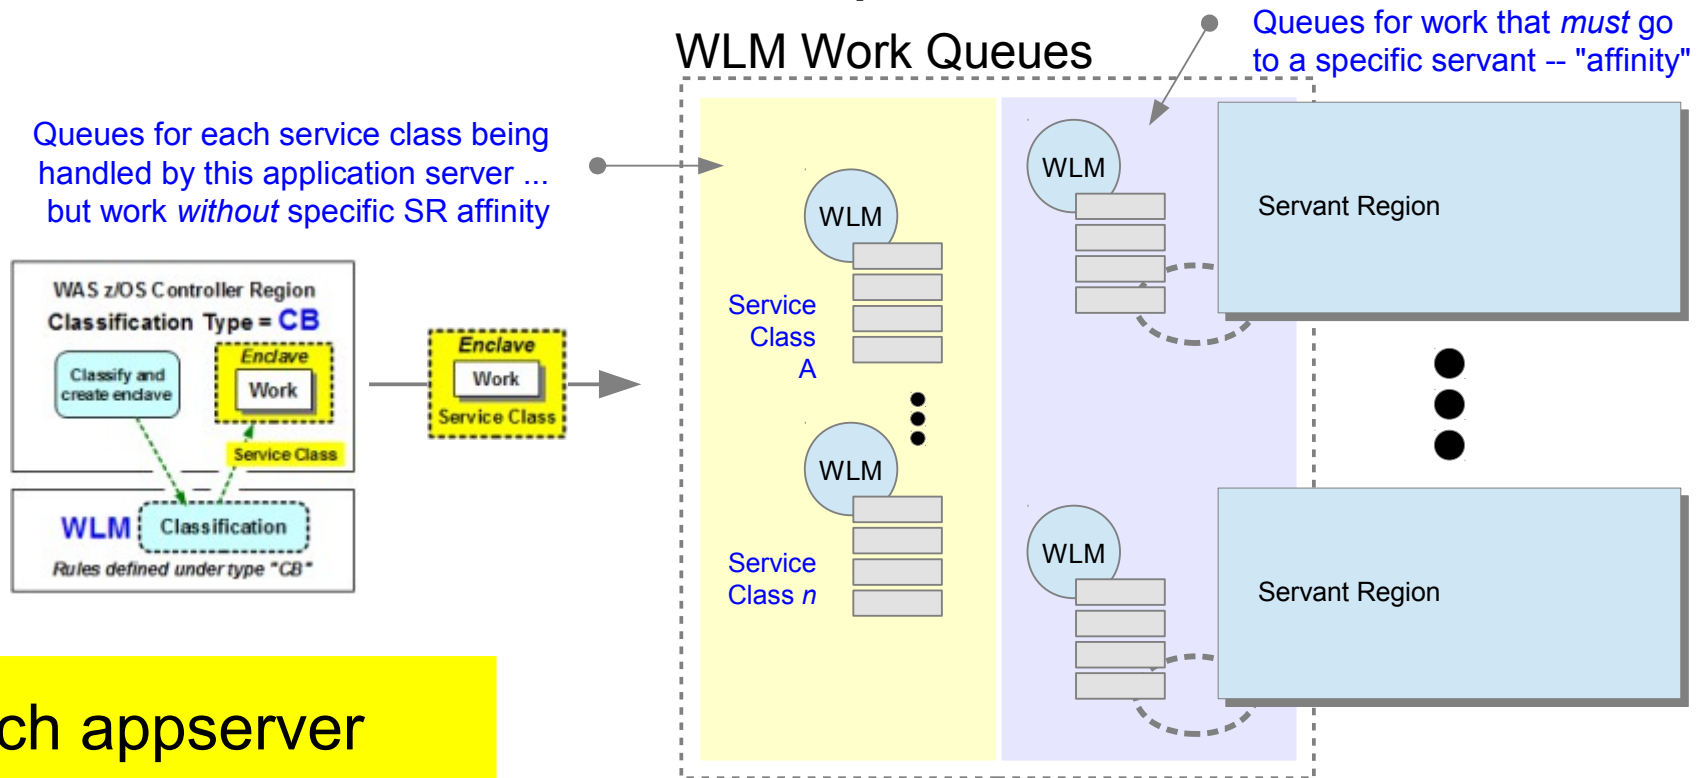 WLM Work Queues
Queues for work that must go
to a specific servant -- "affinity"
Queues for each service class being
handled by this application server ...
but work without specific SR affinity
WAS z/OS Controller Region
Classification Type = CB
Classify and
create enclave
Enclave
Work
Service Class
WLM
Classification
Rules defined under type "CB"
Enclave
Work
Service Class
WLM
Service
Class
A
WLM
Service
Class n
WLM
Servant Region
WLM
Servant Region
ch appserver